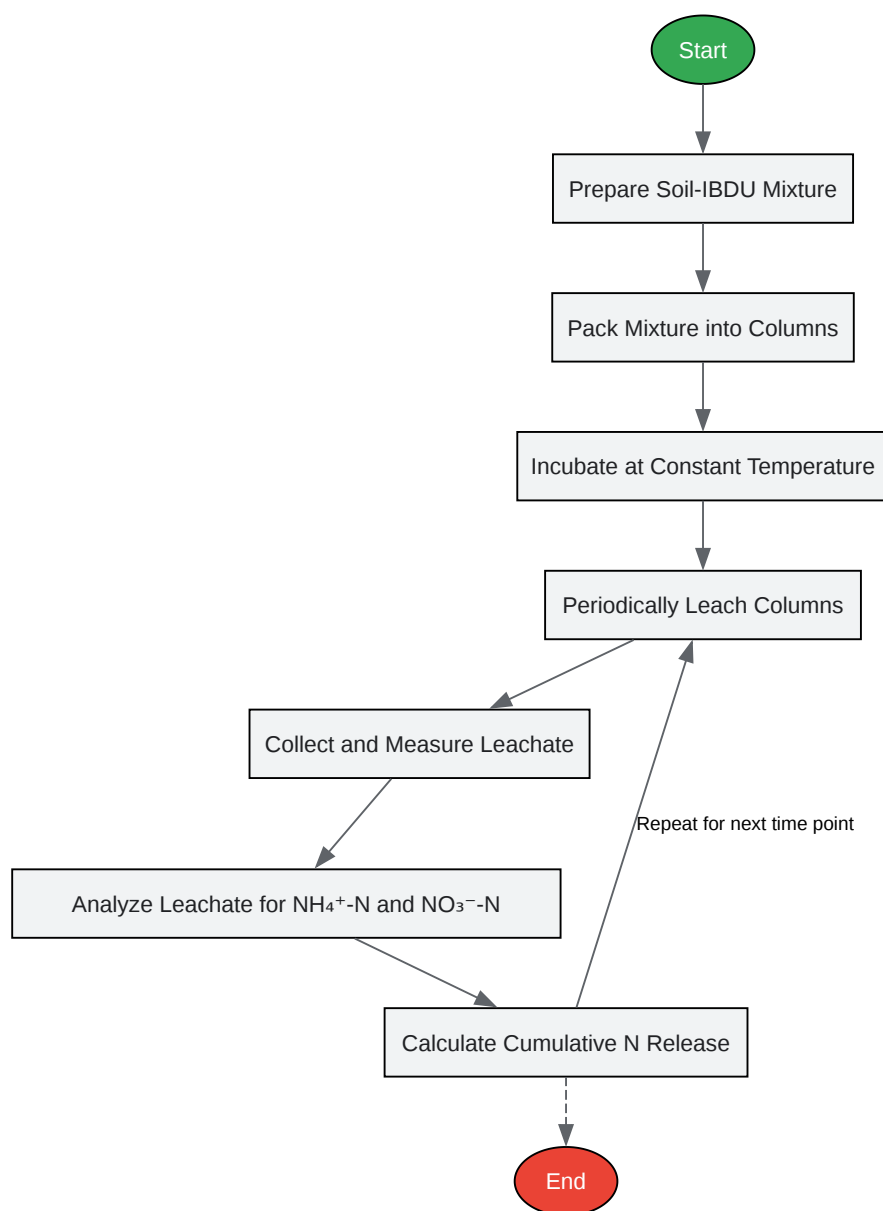 Start
Prepare Soil-IBDU Mixture
Pack Mixture into Columns
Incubate at Constant Temperature
Periodically Leach Columns
Collect and Measure Leachate
Repeat for next time point
Analyze Leachate for NH₄⁺-N and NO₃⁻-N
Calculate Cumulative N Release
End